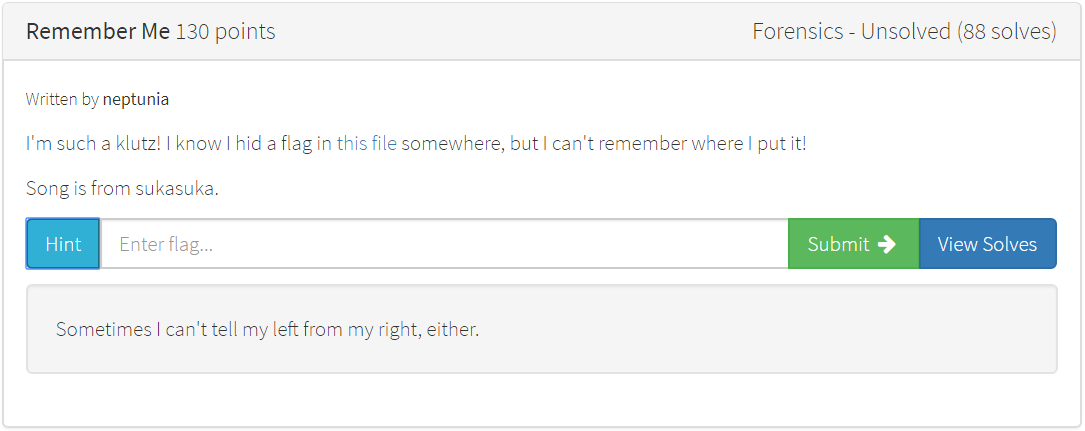 Remember Me 130 points
Forensics - Unsolved (88 solves)
Written by neptunia
I'm such a klutz! I know I hid a flag in this file somewhere, but I can't remember where I put it!
Song is from sukasuka.
Hint
Enter flag...
Submit
View Solves
Sometimes I can't tell my left from my right, either.